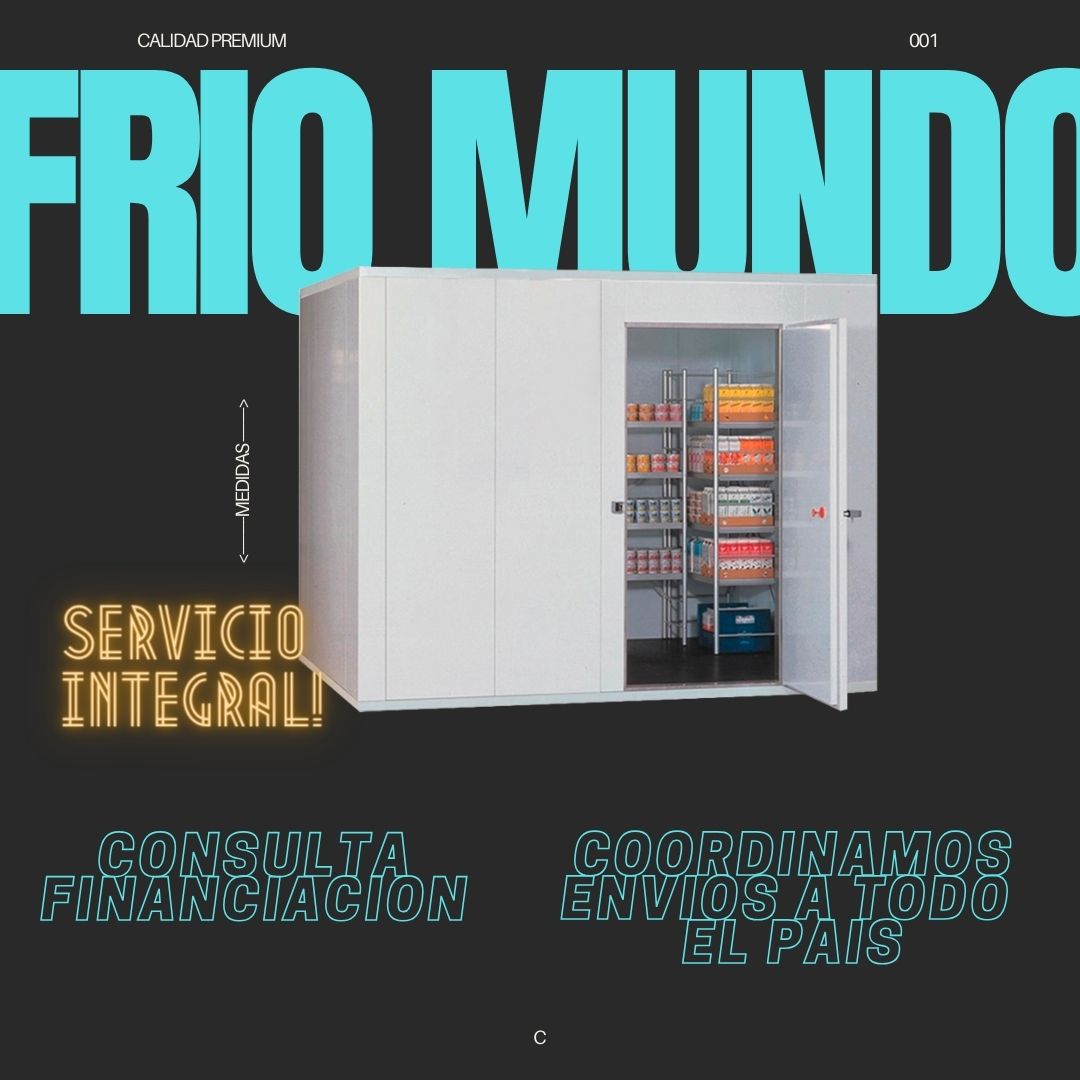 CALIDAD PREMIUM
001
FRIO MUNDO
MEDIDAS
SERVICIO
INTEGRAL!
CONSULTA
FINANCIACION
COORDINAMOS
ENVIOS A TODO
EL PAIS
C